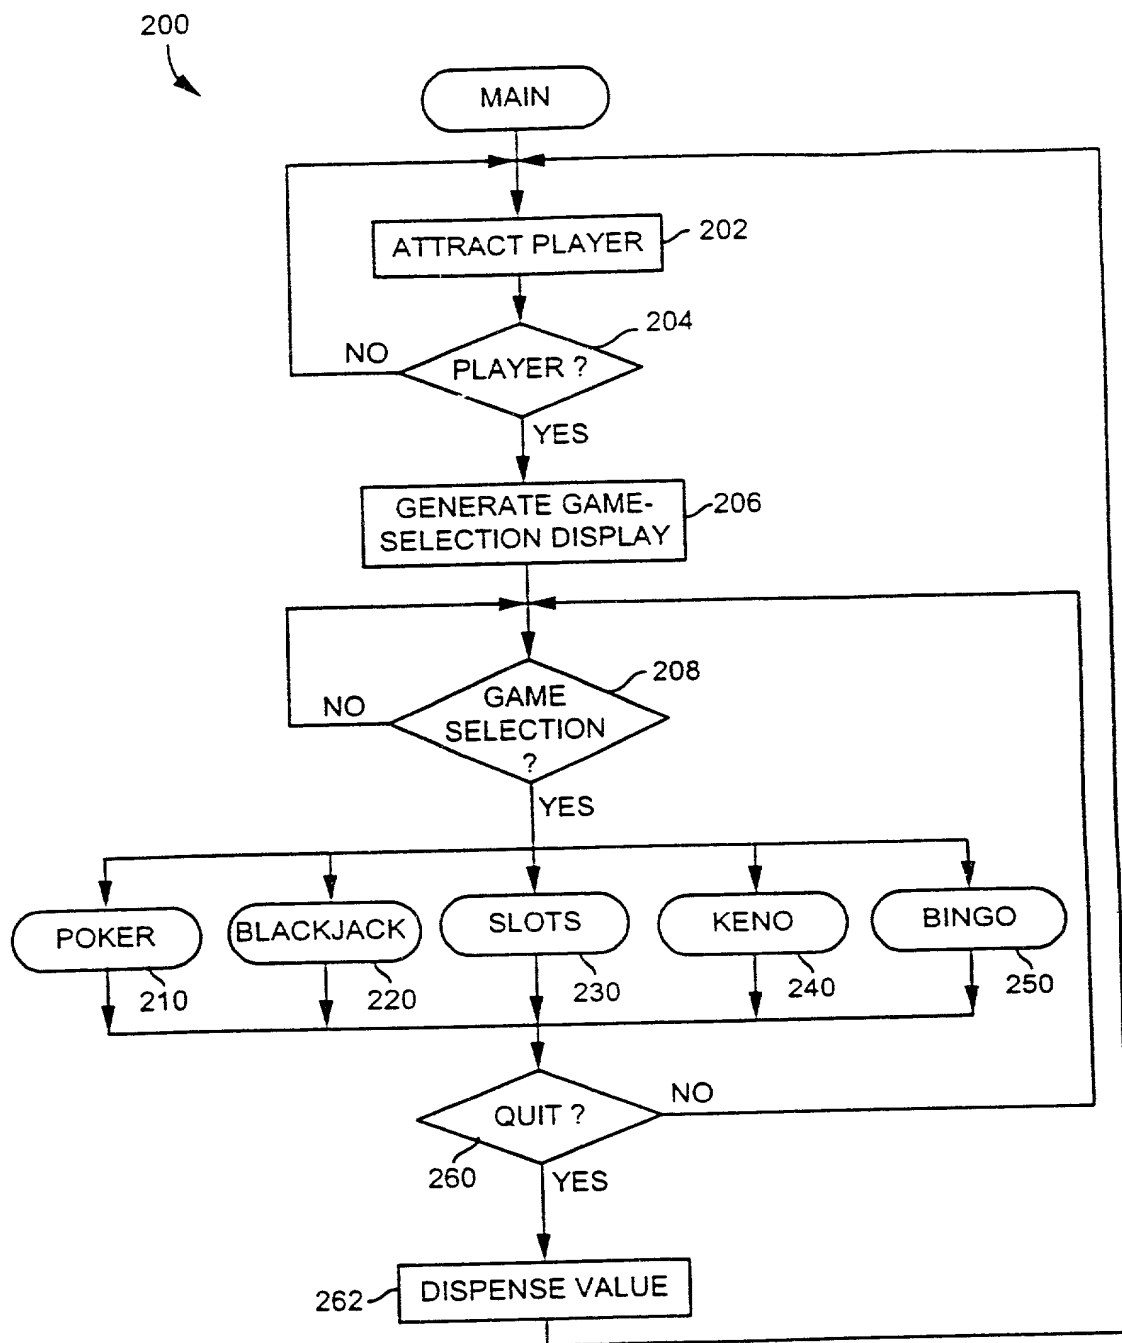 200
MAIN
ATTRACT PLAYER
202
204
NO
PLAYER ?
YES
GENERATE GAME-
SELECTION DISPLAY
206
208
NO
GAME
SELECTION
?
YES
POKER
BLACKJACK
SLOTS
KENO
BINGO
210
220
230
240
250
QUIT ?
NO
260
YES
262
DISPENSE VALUE